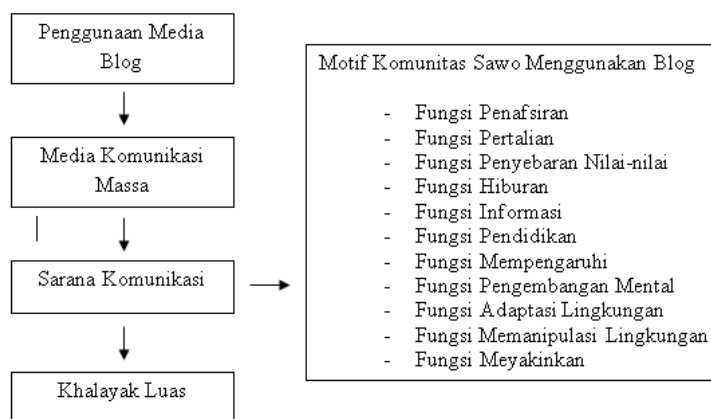 Penggunaan Media
Blog
Media Komunikasi
Massa
Sarana Komunikasi
Khalayak Luas
Motif Komunitas Sawo Menggunakan Blog
- Fungsi Penafsiran
- Fungsi Pertalian
- Fungsi Penyebaran Nilai-nilai
- Fungsi Hiburan
- Fungsi Informasi
- Fungsi Pendidikan
- Fungsi Mempengaruhi
- Fungsi Pengembangan Mental
- Fungsi Adaptasi Lingkungan
- Fungsi Memanipulasi Lingkungan
- Fungsi Meyakinkan